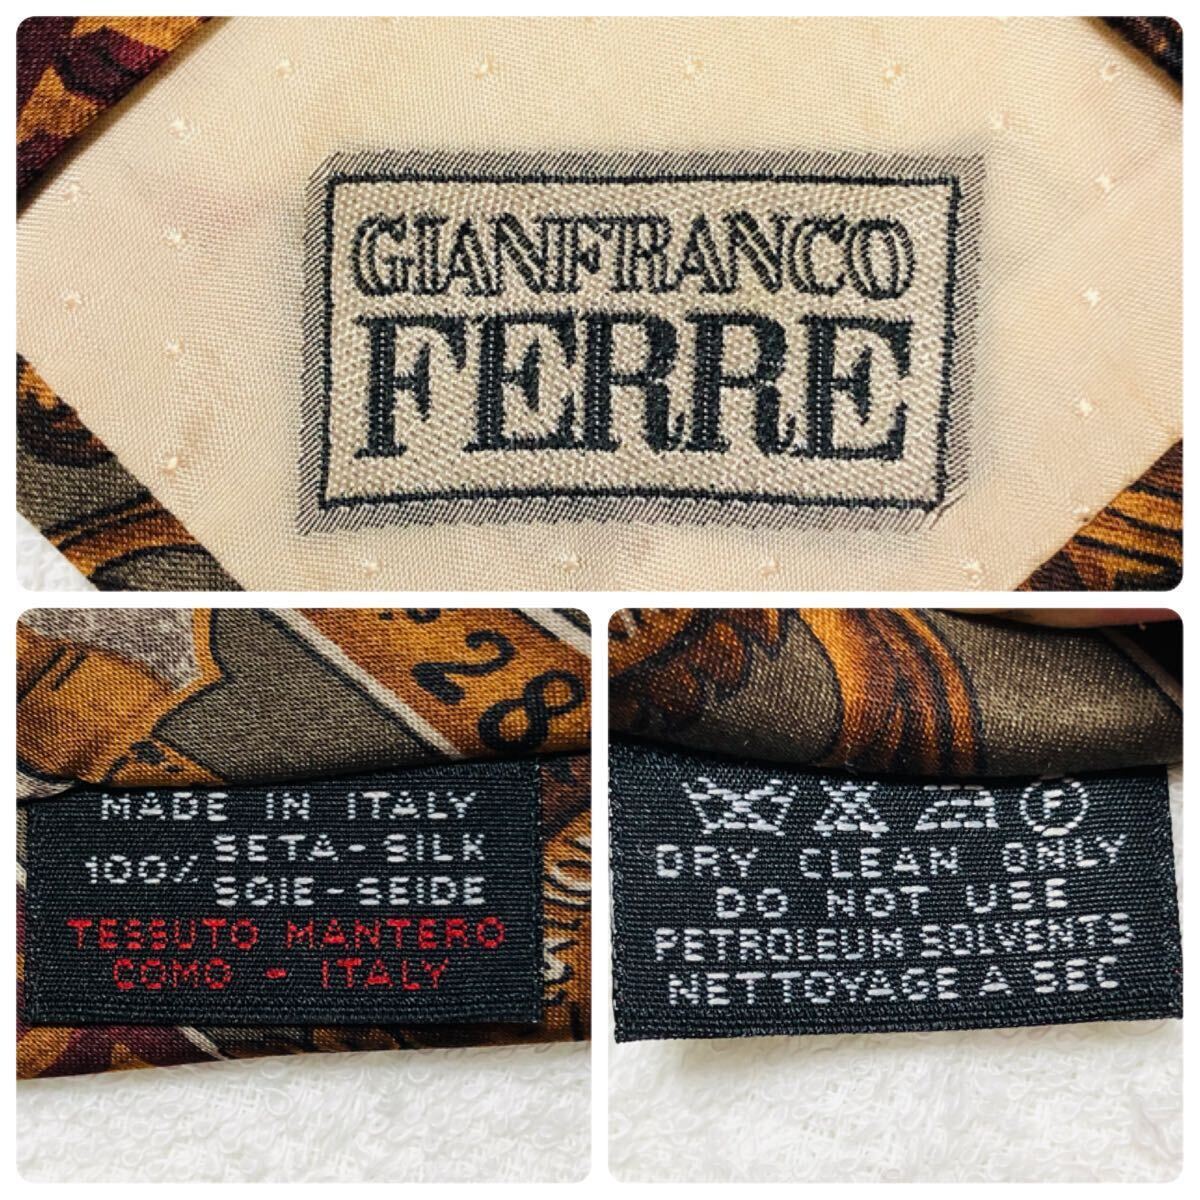 GIANFRANCO
FERRE
28
MADE IN ITALY
100% SETA-SILK
SOIE-SEIDE
TESSUTO MANTERO
COMO - ITALY
F
DRY CLEAN ONLY
DO NOT USE
PETROLEUM SOLVENTS
NETTOYAGE A SEC